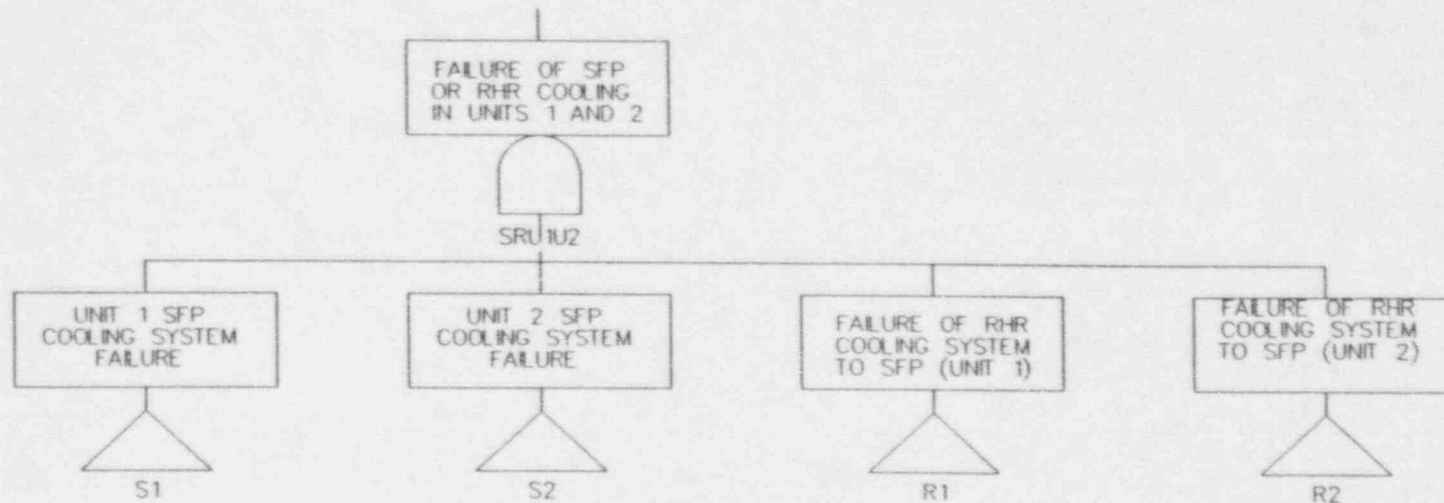 FAILURE OF SFP
OR RHR COOLING
IN UNITS 1 AND 2
SRU1U2
UNIT 1 SFP
COOLING SYSTEM
FAILURE
UNIT 2 SFP
COOLING SYSTEM
FAILURE
FAILURE OF RHR
COOLING SYSTEM
TO SFP (UNIT 1)
FAILURE OF RHR
COOLING SYSTEM
TO SFP (UNIT 2)
S1
S2
R1
R2